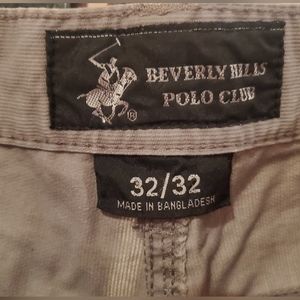 BEVERLY HILLS
POLO CLUB
®
32/32
MADE IN BANGLADESH